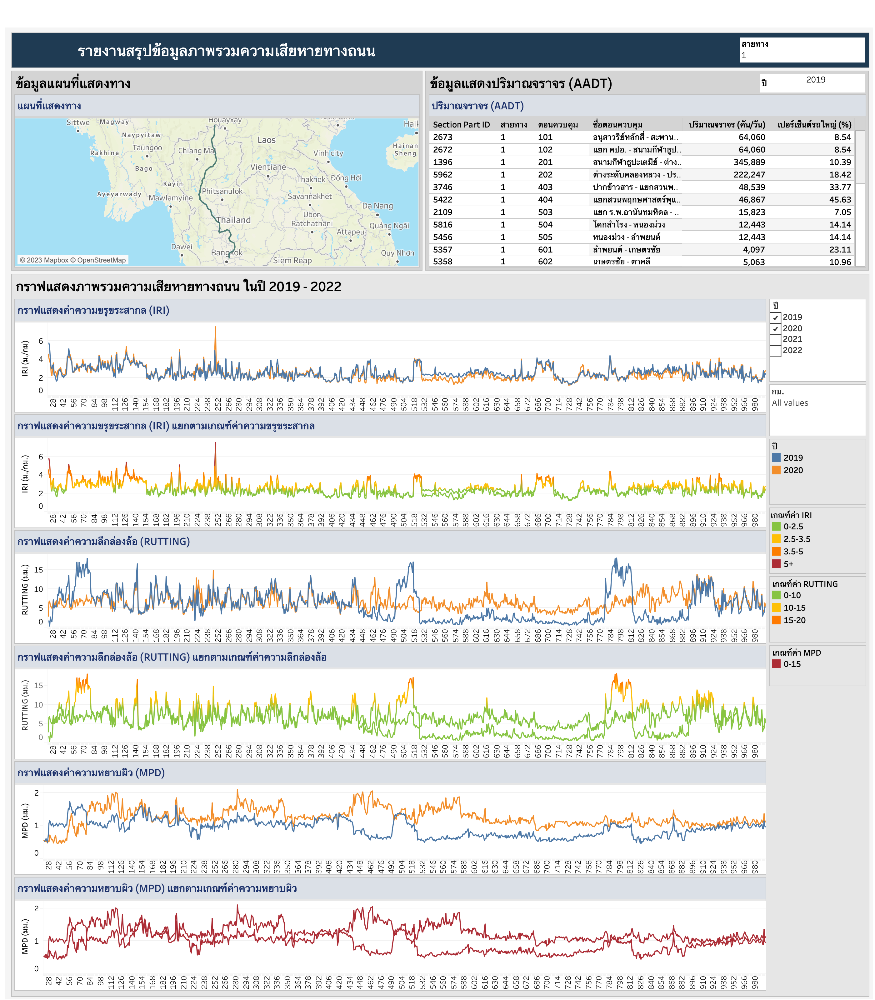 รายงานสรุปข้อมูลภาพรวมความเสียหายทางถนน
สายทาง
1
ข้อมูลแผนที่แสดงทาง
แผนที่แสดงทาง
Houayxay
Sittwe
Magway
Haik
Naypyitaw
Laos
Hainan
Sheng
Taungoo
Chiang Mai
Rakhine
Vinh city
Bago
Vientiane
Thakhek
Đồng Hới
Kayin
Phitsanulok
Ayeyarwady
Mawlamyine
Savannakhet
Da Nang
Ubon
Ratchathani
Thailand
Quảng Ngãi
Attapeu
Dawei
Bangkok
Quy Nhơn
Siem Reap
© 2023 Mapbox © OpenStreetMap
ข้อมูลแสดงปริมาณจราจร (AADT)
ปี 2019
ปริมาณจราจร (AADT)
Section Part ID สายทาง ตอนควบคุม ชื่อตอนควบคุม ปริมาณจราจร (คัน/วัน) เปอร์เซ็นต์รถใหญ่ (%)
2673 1 101 อนุสาวรีย์หลักสี่ - สะพาน.. 64,060 8.54
2672 1 102 แยก คปอ. - สนามกีฬาธูป.. 64,060 8.54
1396 1 201 สนามกีฬาธูปะเตมีย์ - ต่าง.. 345,889 10.39
5962 1 202 ต่างระดับคลองหลวง - ปร.. 222,247 18.42
3746 1 403 ปากข้าวสาร - แยกสวนพ.. 48,539 33.77
5422 1 404 แยกสวนพฤกษศาสตร์พุแ.. 46,867 45.63
2109 1 503 แยก ร.พ.อานันทมหิดล - .. 15,823 7.05
5816 1 504 โคกสำโรง - หนองม่วง 12,443 14.14
5456 1 505 หนองม่วง - ลำพยนต์ 12,443 14.14
5357 1 601 ลำพยนต์ - เกษตรชัย 4,097 23.11
5358 1 602 เกษตรชัย - ตาคลี 5,063 10.96
กราฟแสดงภาพรวมความเสียหายทางถนน ในปี 2019 - 2022
กราฟแสดงค่าความขรุขระสากล (IRI)
IRI (ม./กม)
6
4
2
0
28 42 56 70 84 98 112 126 140 154 168 182 196 210 224 238 252 266 280 294 308 322 336 350 364 378 392 406 420 434 448 462 476 490 504 518 532 546 560 574 588 602 616 630 644 658 672 686 700 714 728 742 756 770 784 798 812 826 840 854 868 882 896 910 924 938 952 966 980
กราฟแสดงค่าความขรุขระสากล (IRI) แยกตามเกณฑ์ค่าความขรุขระสากล
IRI (ม./กม.)
6
4
2
0
28 42 56 70 84 98 112 126 140 154 168 182 196 210 224 238 252 266 280 294 308 322 336 350 364 378 392 406 420 434 448 462 476 490 504 518 532 546 560 574 588 602 616 630 644 658 672 686 700 714 728 742 756 770 784 798 812 826 840 854 868 882 896 910 924 938 952 966 980
กราฟแสดงค่าความลึกล่องล้อ (RUTTING)
RUTTING (มม.)
15
10
5
0
28 42 56 70 84 98 112 126 140 154 168 182 196 210 224 238 252 266 280 294 308 322 336 350 364 378 392 406 420 434 448 462 476 490 504 518 532 546 560 574 588 602 616 630 644 658 672 686 700 714 728 742 756 770 784 798 812 826 840 854 868 882 896 910 924 938 952 966 980
กราฟแสดงค่าความลึกล่องล้อ (RUTTING) แยกตามเกณฑ์ค่าความลึกล่องล้อ
RUTTING (มม.)
15
10
5
0
28 42 56 70 84 98 112 126 140 154 168 182 196 210 224 238 252 266 280 294 308 322 336 350 364 378 392 406 420 434 448 462 476 490 504 518 532 546 560 574 588 602 616 630 644 658 672 686 700 714 728 742 756 770 784 798 812 826 840 854 868 882 896 910 924 938 952 966 980
กราฟแสดงค่าความหยาบผิว (MPD)
MPD (มม.)
2
1
0
28 42 56 70 84 98 112 126 140 154 168 182 196 210 224 238 252 266 280 294 308 322 336 350 364 378 392 406 420 434 448 462 476 490 504 518 532 546 560 574 588 602 616 630 644 658 672 686 700 714 728 742 756 770 784 798 812 826 840 854 868 882 896 910 924 938 952 966 980
กราฟแสดงค่าความหยาบผิว (MPD) แยกตามเกณฑ์ค่าความหยาบผิว
MPD (มม.)
2
1
0
28 42 56 70 84 98 112 126 140 154 168 182 196 210 224 238 252 266 280 294 308 322 336 350 364 378 392 406 420 434 448 462 476 490 504 518 532 546 560 574 588 602 616 630 644 658 672 686 700 714 728 742 756 770 784 798 812 826 840 854 868 882 896 910 924 938 952 966 980
ปี
2019
2020
2021
2022
กม.
All values
ปี
2019
2020
เกณฑ์ค่า IRI
0-2.5
2.5-3.5
3.5-5
5+
เกณฑ์ค่า RUTTING
0-10
10-15
15-20
เกณฑ์ค่า MPD
0-15